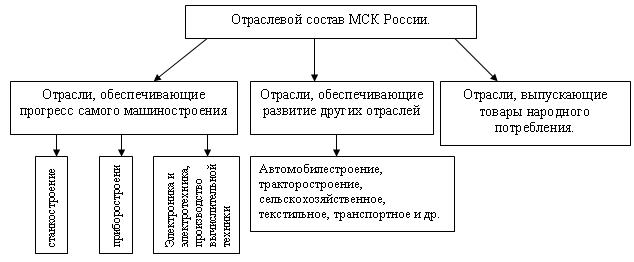 Отраслевой состав МСК России.
Отрасли, обеспечивающие
прогресс самого машиностроения
Отрасли, обеспечивающие
развитие других отраслей
Отрасли, выпускающие
товары народного
потребления.
станкостроение
приборостроени
Электроника и
электротехника,
производство
вычислительной
техники
Автомобилестроение,
тракторостроение,
сельскохозяйственное,
текстильное, транспортное и др.